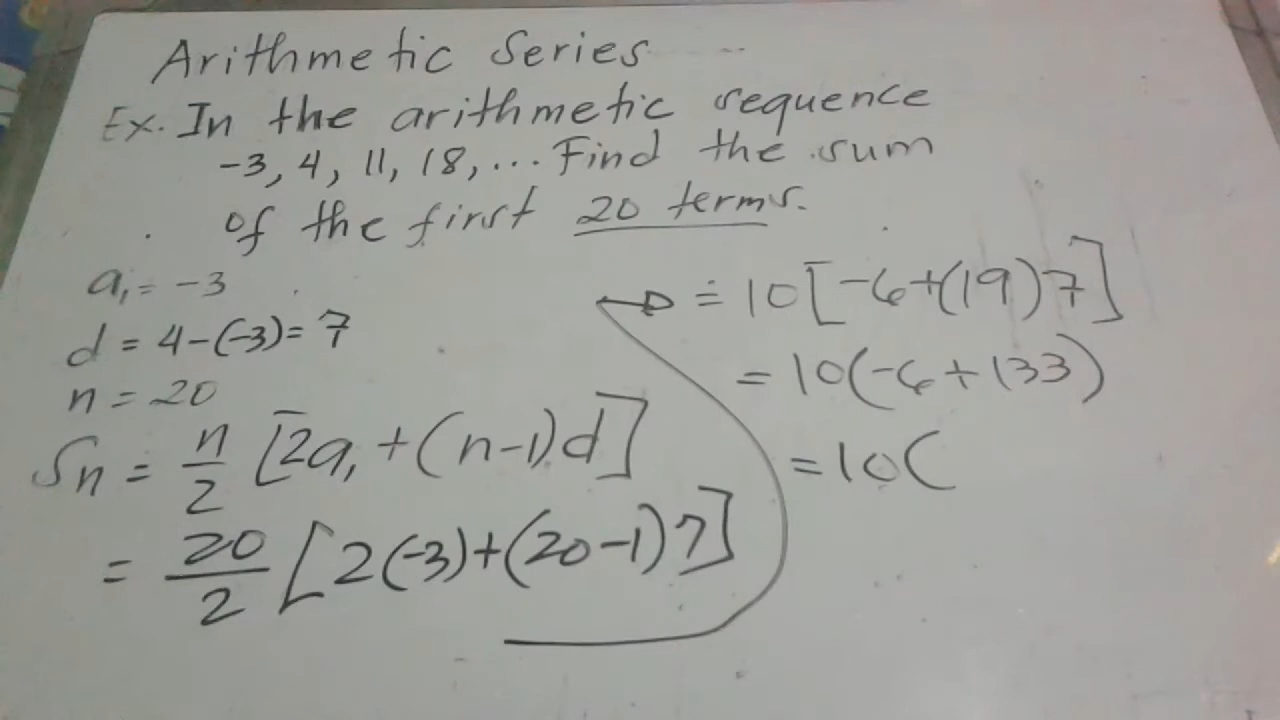 Arithmetic Series
Ex. In the arithmetic sequence
-3, 4, 11, 18, ... Find the sum
of the first 20 terms.
a₁ = -3
d = 4-(-3) = 7
n = 20
Sn = n/2 [2a₁ + (n-1)d]
= 20/2 [2(-3)+(20-1)7]
= 10[-6+(19)7]
= 10(-6+133)
= 10(